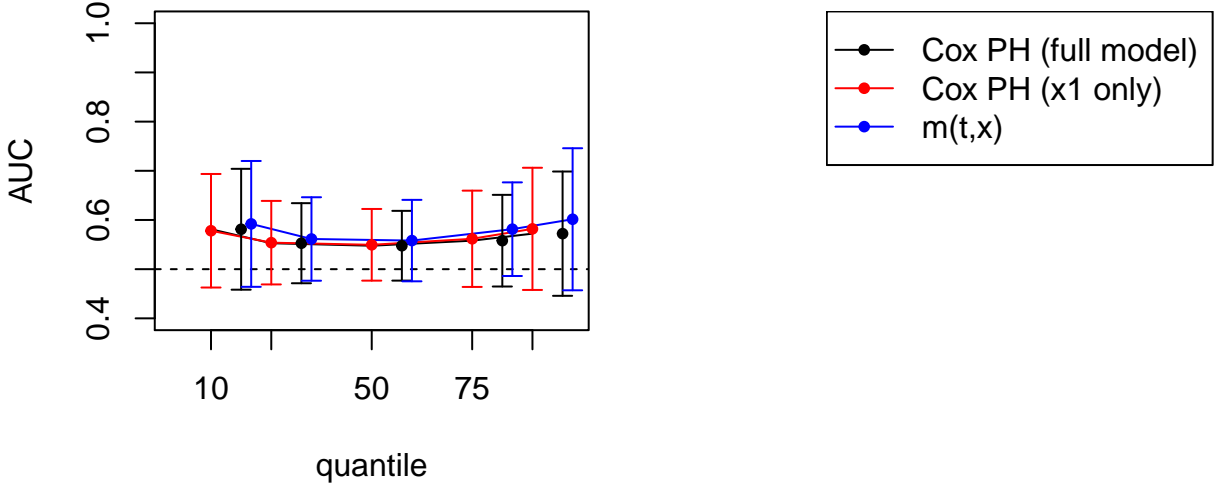 1.0
0.8
0.6
0.4
AUC
10
50
75
quantile
Cox PH (full model)
Cox PH (x1 only)
m(t,x)